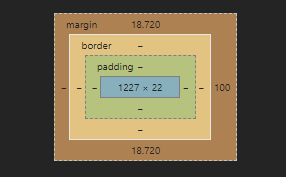 margin 18.720
border –
padding –
– – – 1227 × 22 – – 100
–
–
18.720